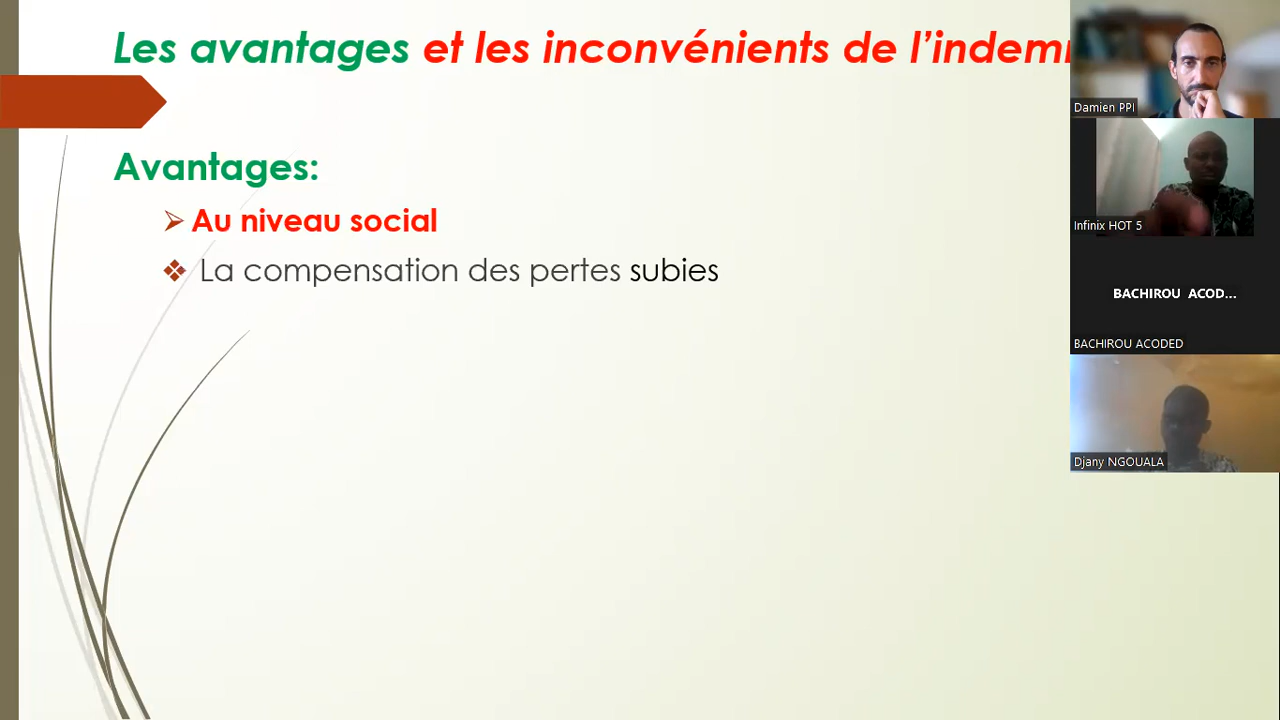 Les avantages et les inconvénients de l'indem
Avantages:
Au niveau social
La compensation des pertes subies
Damien PPI
Infinix HOT 5
BACHIROU ACOD...
BACHIROU ACODED
Djany NGOUALA